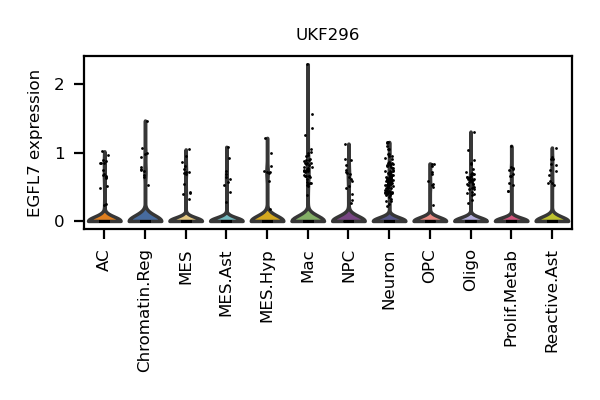 UKF296
EGFL7 expression
2
1
0
AC
Chromatin.Reg
MES
MES.Ast
MES.Hyp
Mac
NPC
Neuron
OPC
Oligo
Prolif.Metab
Reactive.Ast